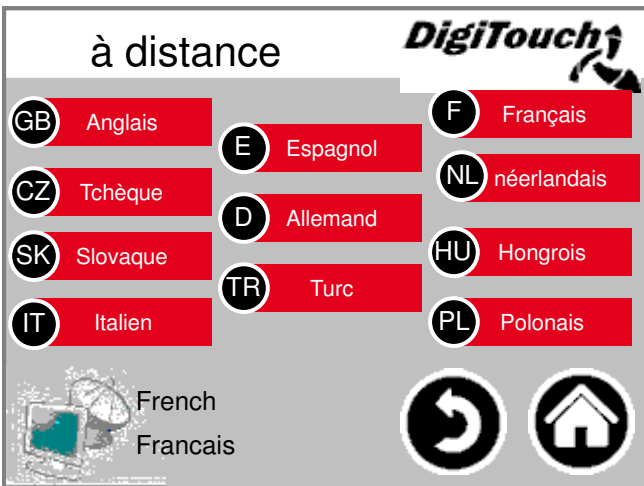 à distance
DigiTouch
GB Anglais
CZ Tchèque
SK Slovaque
IT Italien
E Espagnol
D Allemand
TR Turc
F Français
NL néerlandais
HU Hongrois
PL Polonais
French
Francais